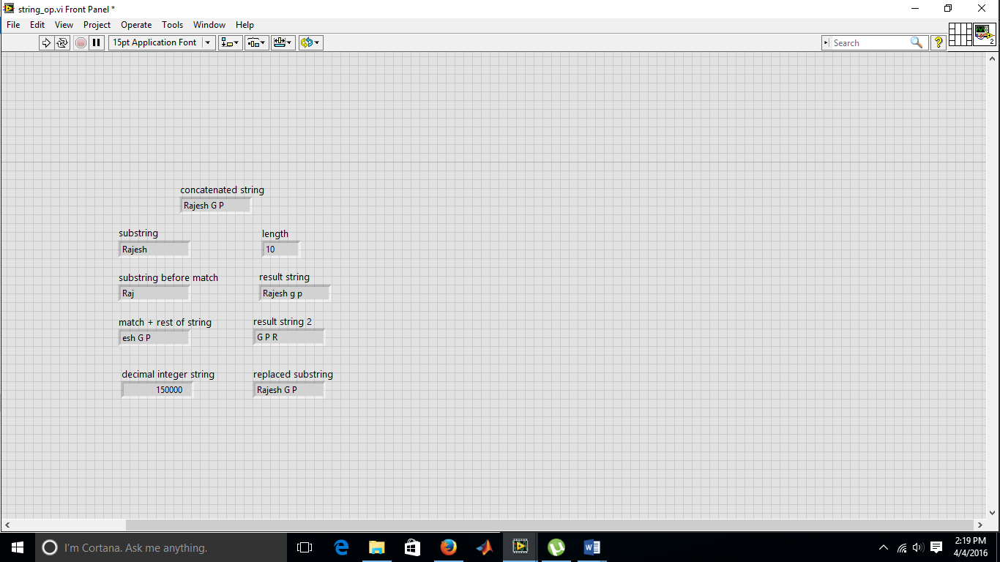 string_op.vi Front Panel *
File Edit View Project Operate Tools Window Help
15pt Application Font
Search
?
2
concatenated string
Rajesh G P
substring
Rajesh
length
10
substring before match
Raj
result string
Rajesh g p
match + rest of string
esh G P
result string 2
G P R
decimal integer string
150000
replaced substring
Rajesh G P
I'm Cortana. Ask me anything.
2:19 PM
4/4/2016